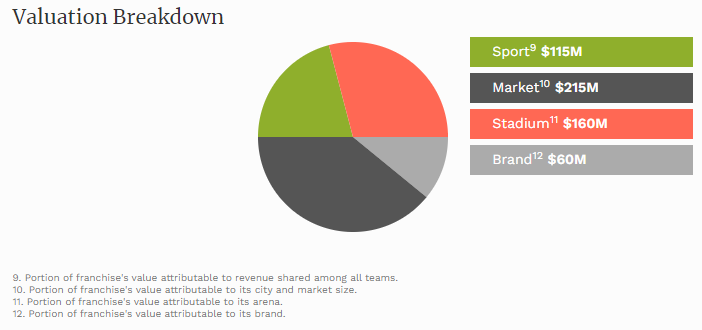 Valuation Breakdown
Sport9 $115M
Market10 $215M
Stadium11 $160M
Brand12 $60M
9. Portion of franchise's value attributable to revenue shared among all teams.
10. Portion of franchise's value attributable to its city and market size.
11. Portion of franchise's value attributable to its arena.
12. Portion of franchise's value attributable to its brand.